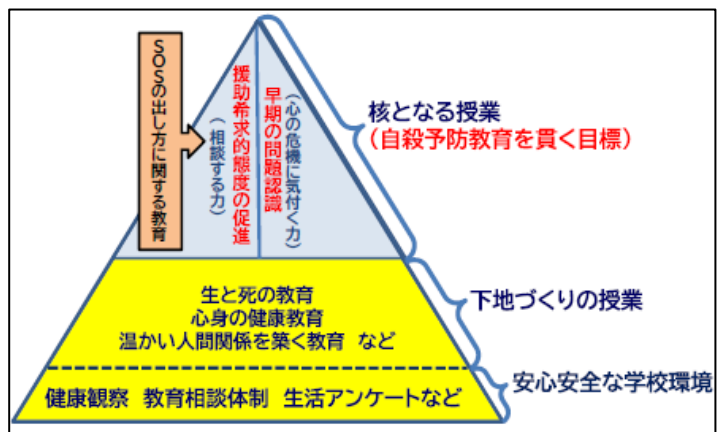 SOSの出し方に関する教育
援助希求的態度の促進
（相談する力）
早期の問題認識
（心の危機に気付く力）
核となる授業
（自殺予防教育を貫く目標）
生と死の教育
心身の健康教育
温かい人間関係を築く教育 など
下地づくりの授業
健康観察 教育相談体制 生活アンケートなど
安心安全な学校環境